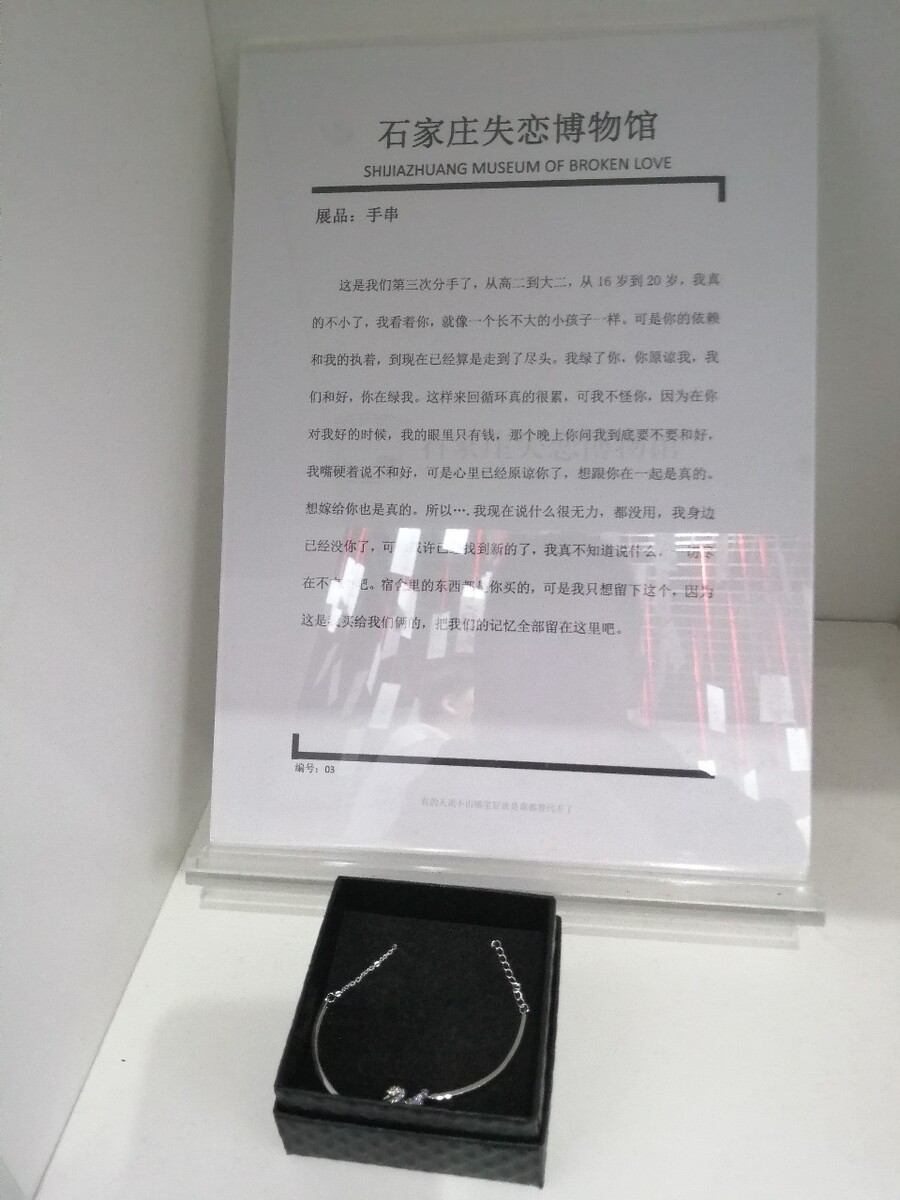 石家庄失恋博物馆
SHIJIAZHUANG MUSEUM OF BROKEN LOVE
展品：手串
这是我们第三次分手了，从高二到大二，从 16 岁到 20 岁，我真
的不小了，我看着你，就像一个长不大的小孩子一样。可是你的依赖
和我的执着，到现在已经算是走到了尽头。我绿了你，你原谅我，我
们和好，你在绿我。这样来回循环真的很累，可我不怪你，因为在你
对我好的时候，我的眼里只有钱，那个晚上你问我到底要不要和好，
我嘴硬着说不和好，可是心里已经原谅你了，想跟你在一起是真的。
想嫁给你也是真的。所以….我现在说什么很无力，都没用，我身边
已经没你了，可 或许已 找到新的了，我真不知道说什么。
在不 吧。宿舍里的东西都是你买的，可是我只想留下这个，因为
这是 买给我们俩的，把我们的记忆全部留在这里吧。
编号：03